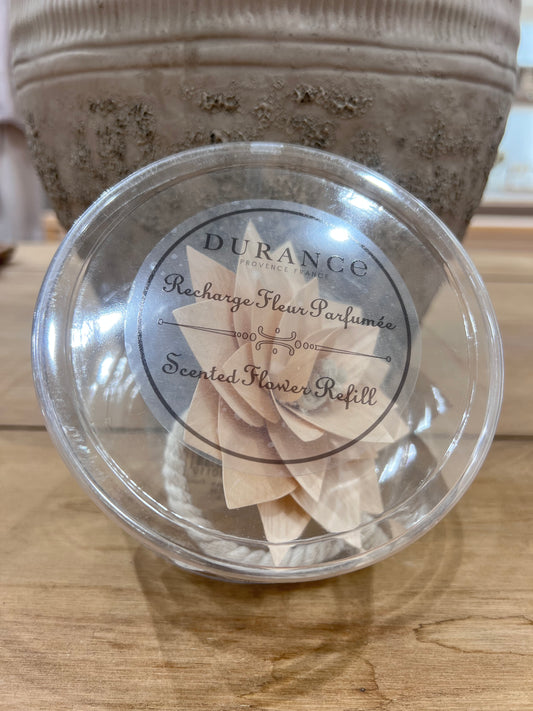 DURANCE
PROVENCE FRANCE
Recharge Fleur Parfumée
Scented Flower Refill